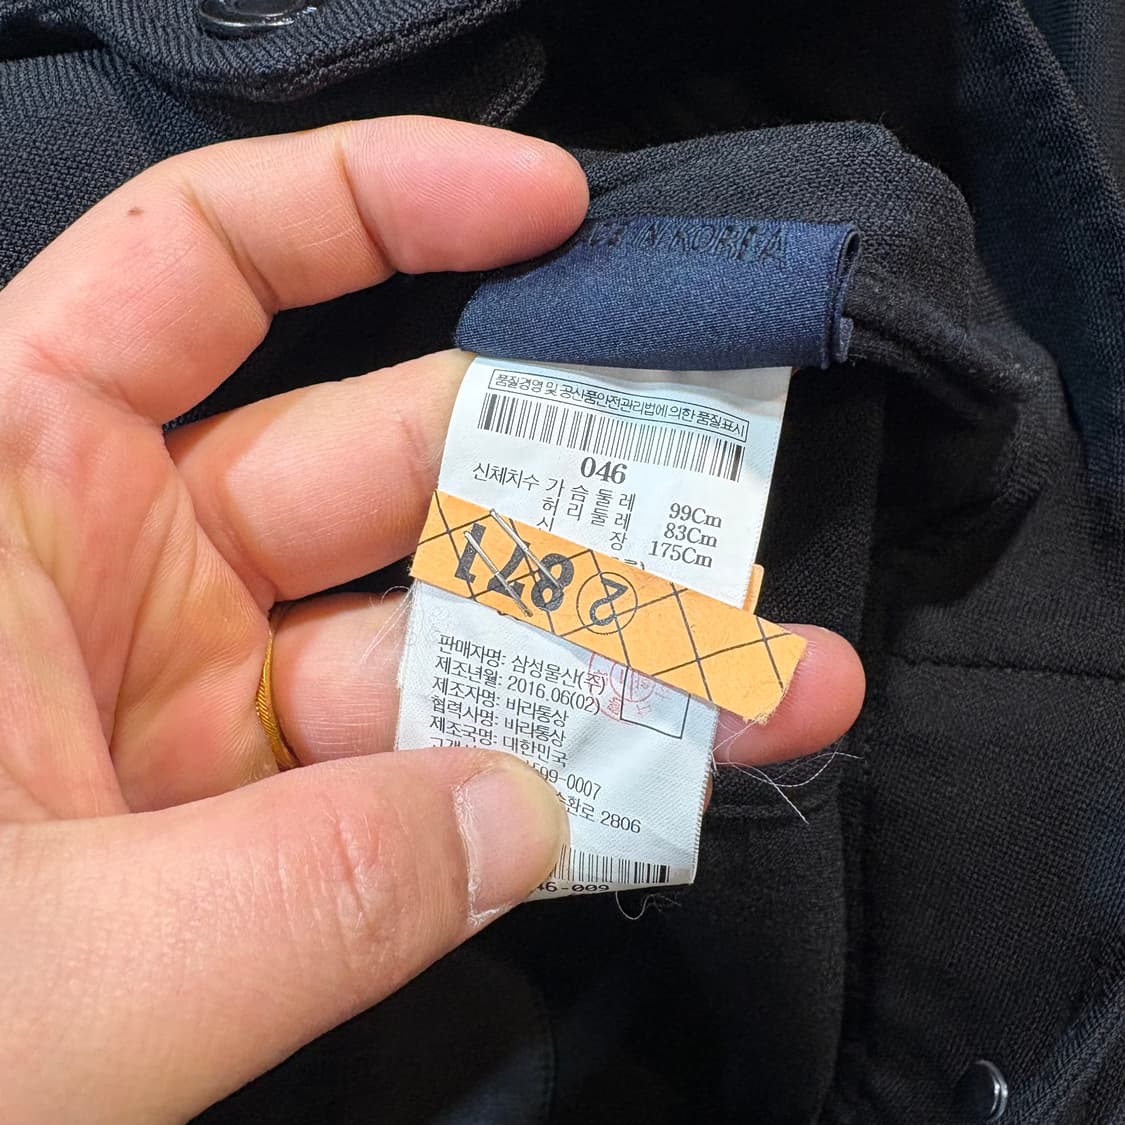 IN KOREA
품질경영 및 공산품안전관리법에 의한 품질표시
046
신체치수 가슴둘레 99Cm
허리둘레 83Cm
신 장 175Cm
871
2
판매자명: 삼성물산(주)
제조년월: 2016.06(02)
제조자명: 바라통상
협력사명: 바라통상
제조국명: 대한민국
-0007
환로 2806
46-009